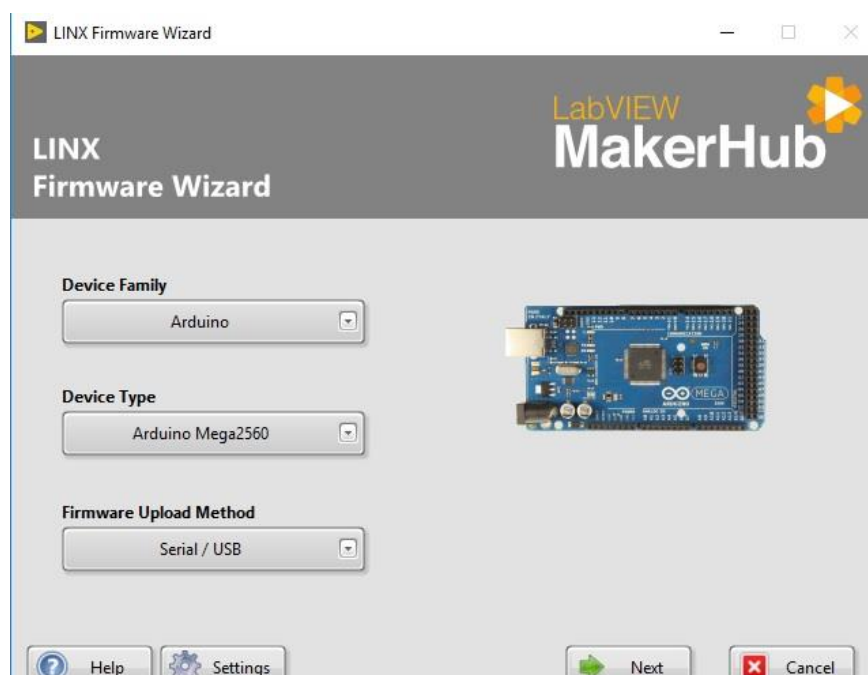 LINX Firmware Wizard
LabVIEW
MakerHub
LINX
Firmware Wizard
Device Family
Arduino
Device Type
Arduino Mega2560
MEGA
Firmware Upload Method
Serial / USB
Help
Settings
Next
Cancel